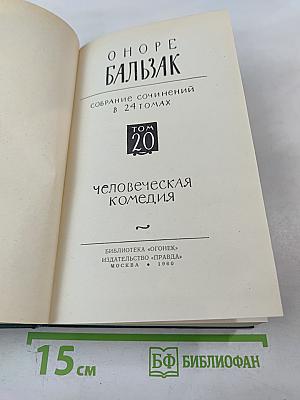 ОНОРЕ
БАЛЬЗАК
СОБРАНИЕ СОЧИНЕНИЙ
В 24 ТОМАХ
ТОМ
20
ЧЕЛОВЕЧЕСКАЯ
КОМЕДИЯ
БИБЛИОТЕКА «ОГОНЕК»
ИЗДАТЕЛЬСТВО «ПРАВДА»
МОСКВА • 1960
15 см
БФ БИБЛИОФАН